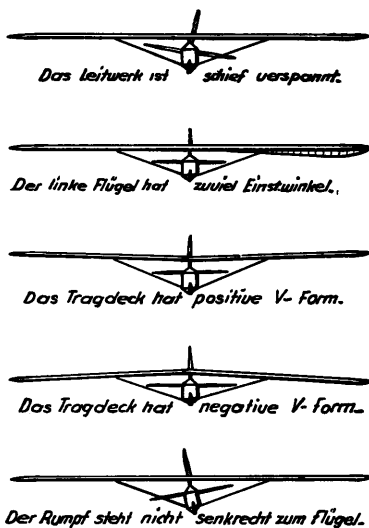 Das Leitwerk ist schief verspannt.
Der linke Flügel hat zuviel Einstwinkel.
Das Tragdeck hat positive V-Form.
Das Tragdeck hat negative V-Form.
Der Rumpf steht nicht senkrecht zum Flügel.